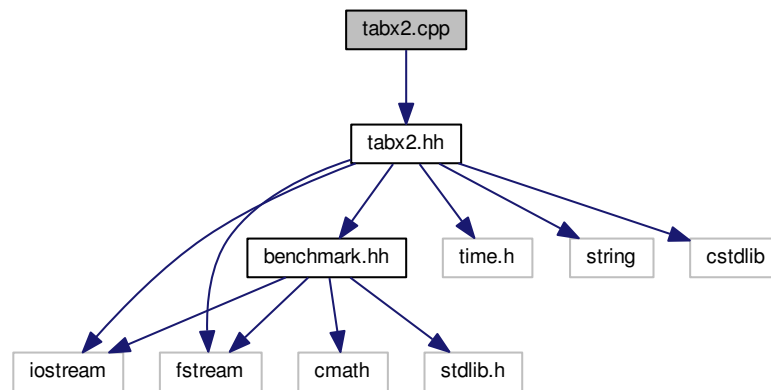 tabx2.cpp
tabx2.hh
benchmark.hh
time.h
string
cstdlib
iostream
fstream
cmath
stdlib.h